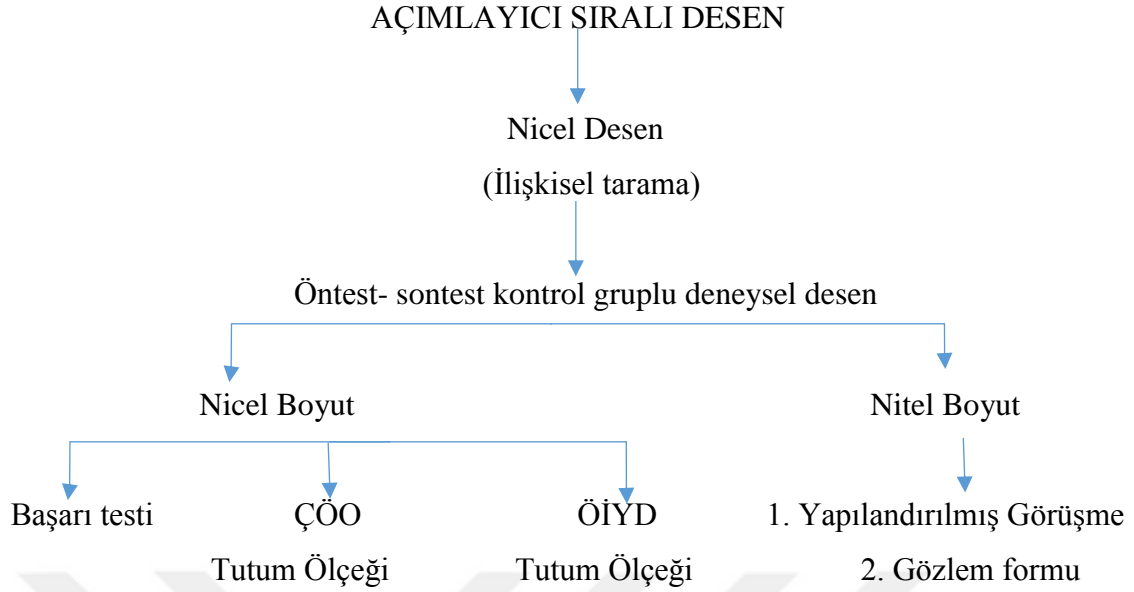 AÇIMLAYICI SIRALI DESEN
Nicel Desen
(İlişkisel tarama)
Öntest- sontest kontrol gruplu deneysel desen
Nicel Boyut Nitel Boyut
Başarı testi ÇÖO ÖİYD 1. Yapılandırılmış Görüşme
Tutum Ölçeği Tutum Ölçeği 2. Gözlem formu